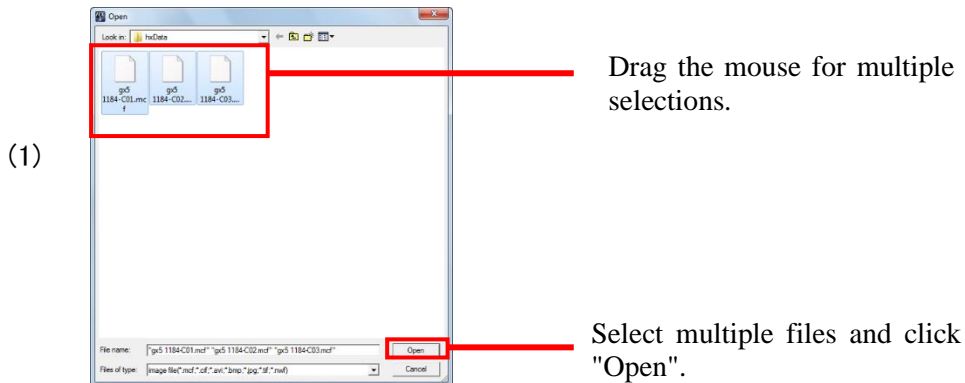 Open
Look in: hxData
gx5 1184-C01.mcf
gx5 1184-C02....
gx5 1184-C03....
Drag the mouse for multiple
selections.
(1)
File name: "gx5 1184-C01.mcf" "gx5 1184-C02.mcf" "gx5 1184-C03.mcf"
Open
Files of type: image file(*.mcf;*.cif;*.avi;*.bmp;*.jpg;*.tif;*.nwf)
Cancel
Select multiple files and click
"Open".